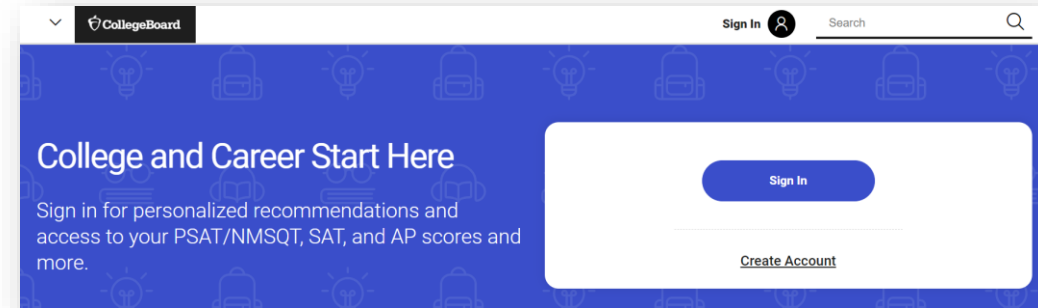 CollegeBoard
Sign In
Search
College and Career Start Here
Sign in for personalized recommendations and
access to your PSAT/NMSQT, SAT, and AP scores and
more.
Sign In
Create Account